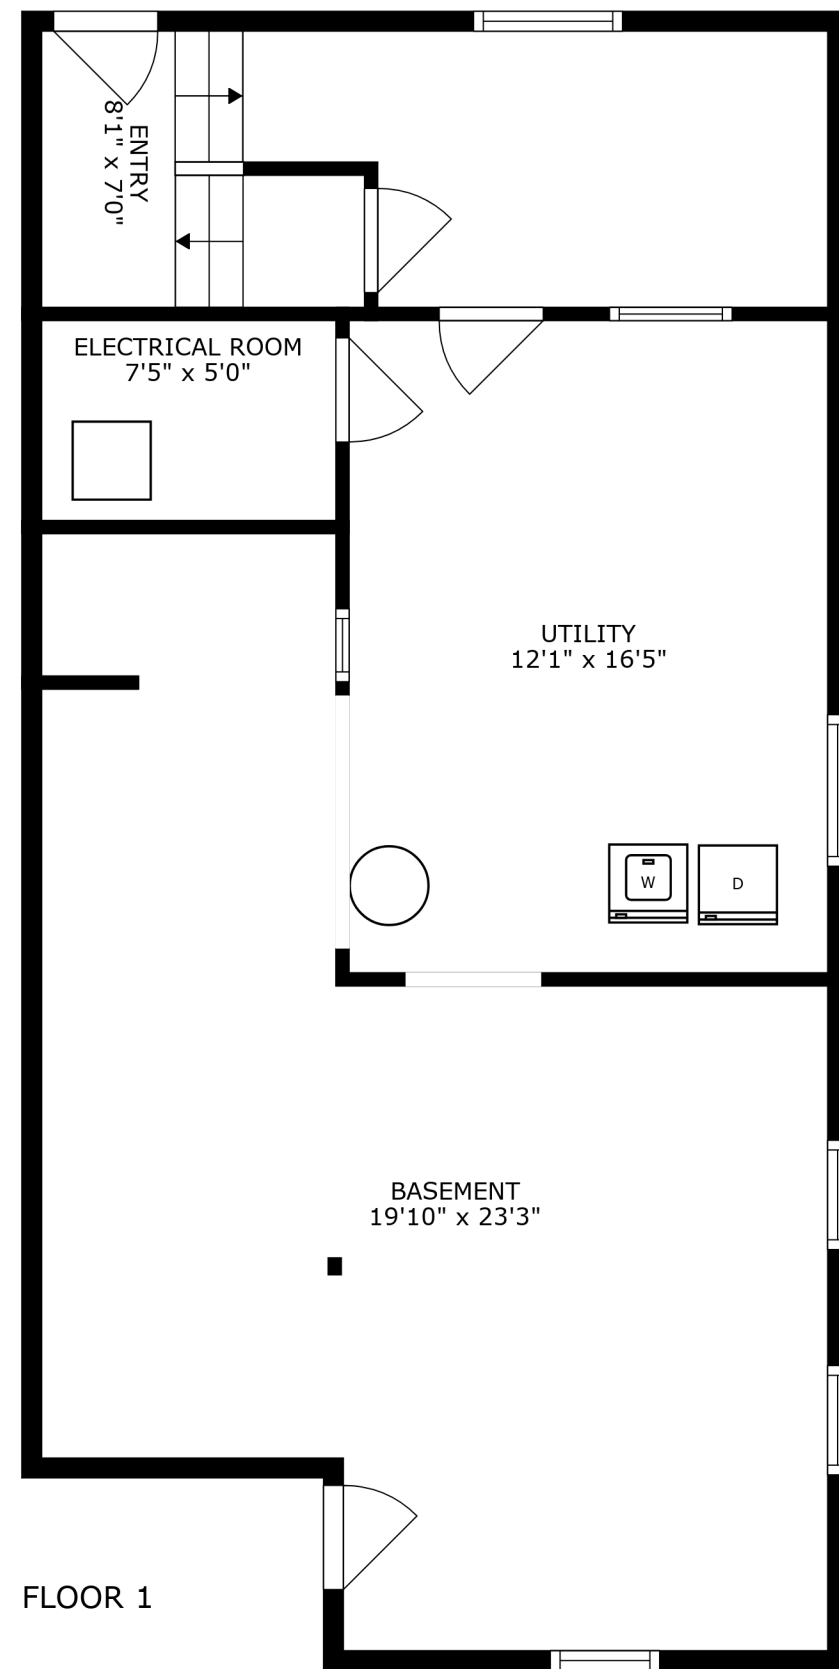 ENTRY
8'1" x 7'0"
ELECTRICAL ROOM
7'5" x 5'0"
UTILITY
12'1" x 16'5"
W
D
BASEMENT
19'10" x 23'3"
FLOOR 1